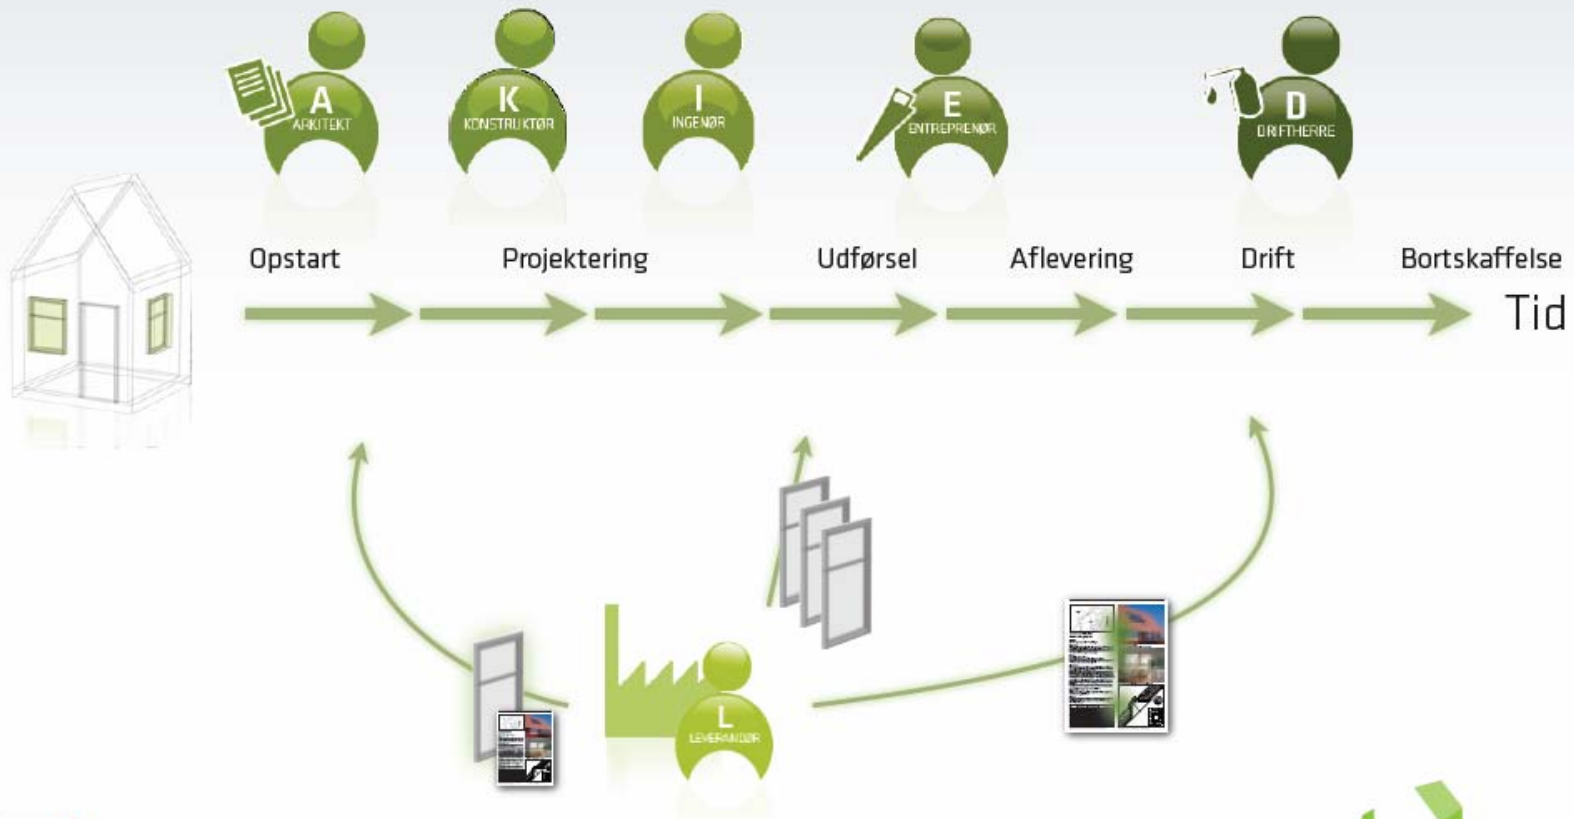 A
ARKITEKT
K
KONSTRUKTØR
I
INGENØR
E
ENTREPRENØR
D
DRIFTHERRE
Opstart
Projektering
Udførsel
Aflevering
Drift
Bortskaffelse
Tid
L
LEVERANDØR